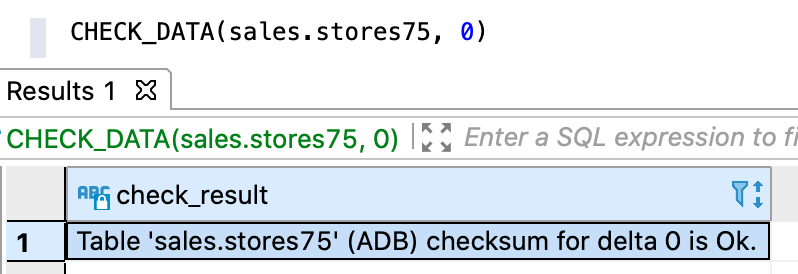 CHECK_DATA(sales.stores75, 0)
Results 1
CHECK_DATA(sales.stores75, 0) Enter a SQL expression to fi
ABC check_result
1 Table 'sales.stores75' (ADB) checksum for delta 0 is Ok.